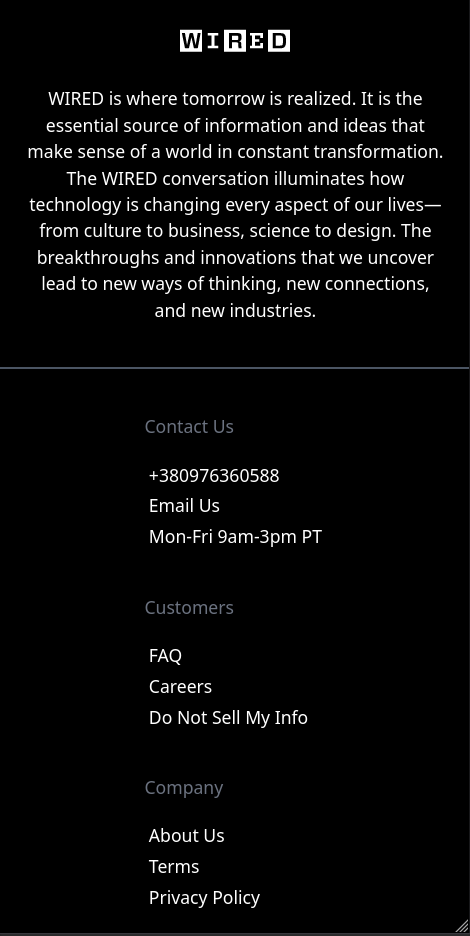 WIRED
WIRED is where tomorrow is realized. It is the
essential source of information and ideas that
make sense of a world in constant transformation.
The WIRED conversation illuminates how
technology is changing every aspect of our lives—
from culture to business, science to design. The
breakthroughs and innovations that we uncover
lead to new ways of thinking, new connections,
and new industries.
Contact Us
+380976360588
Email Us
Mon-Fri 9am-3pm PT
Customers
FAQ
Careers
Do Not Sell My Info
Company
About Us
Terms
Privacy Policy